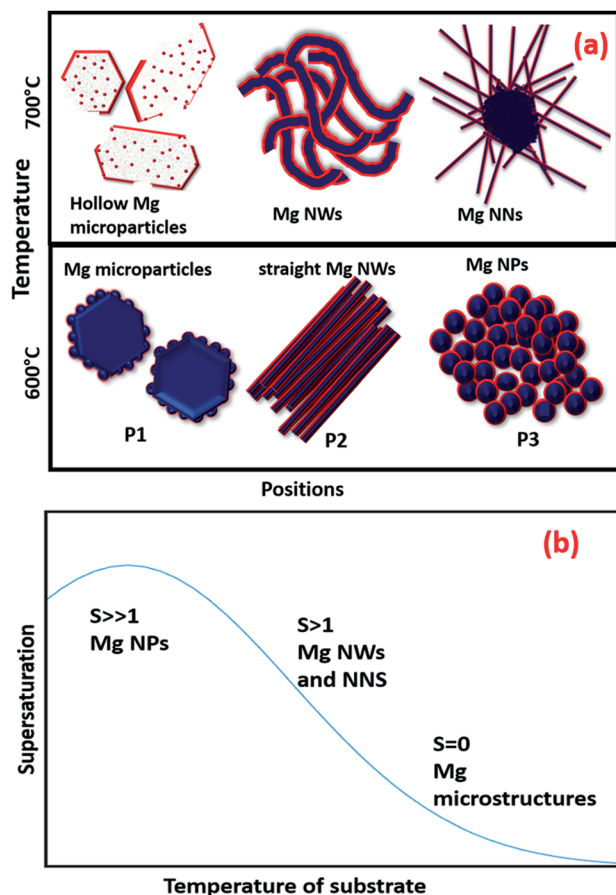 (a)
700°C
Hollow Mg
microparticles
Mg NWs
Mg NNs
Temperature
Mg microparticles
straight Mg NWs
Mg NPs
600°C
P1
P2
P3
Positions
(b)
Supersaturation
S>>1
Mg NPs
S>1
Mg NWs
and NNS
S=0
Mg
microstructures
Temperature of substrate